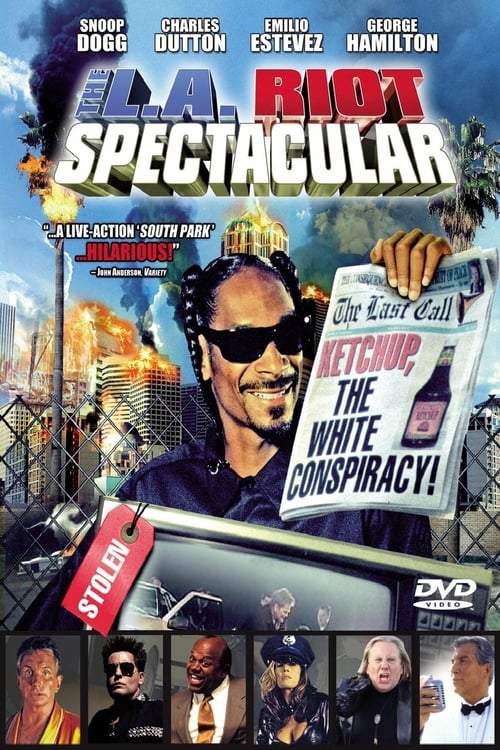 SNOOP CHARLES EMILIO GEORGE
DOGG DUTTON ESTEVEZ HAMILTON
THE L.A. RIOT
SPECTACULAR
“...A LIVE-ACTION ‘SOUTH PARK’
...HILARIOUS!”
–JOHN ANDERSON, VARIETY
The Last Call
KETCHUP,
THE
WHITE
CONSPIRACY!
KETCHUP
STOLEN
DVD
VIDEO